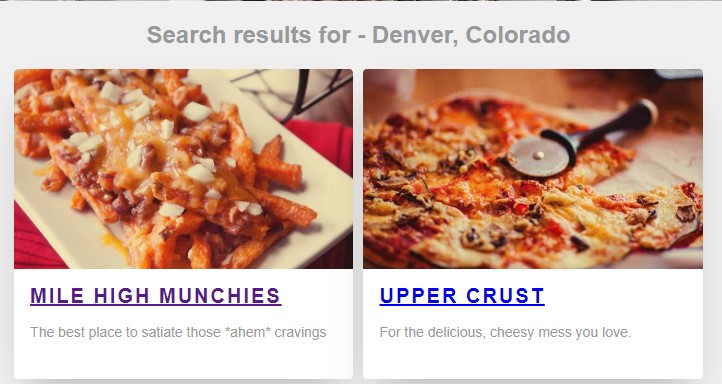 Search results for - Denver, Colorado
MILE HIGH MUNCHIES
The best place to satiate those *ahem* cravings
UPPER CRUST
For the delicious, cheesy mess you love.